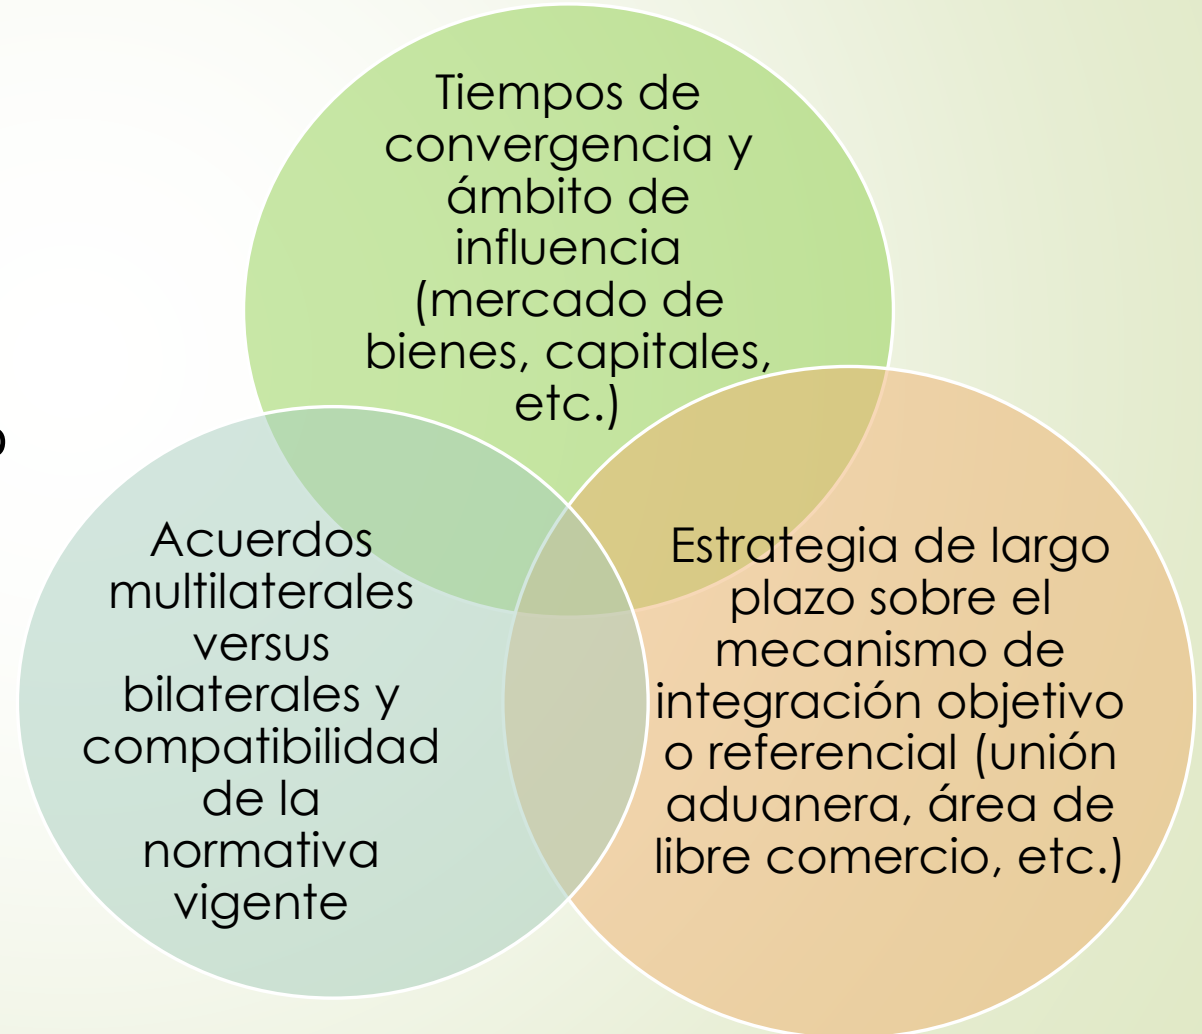 Tiempos de
convergencia y
ámbito de
influencia
(mercado de
bienes, capitales,
etc.)
Acuerdos
multilaterales
versus
bilaterales y
compatibilidad
de la
normativa
vigente
Estrategia de largo
plazo sobre el
mecanismo de
integración objetivo
o referencial (unión
aduanera, área de
libre comercio, etc.)